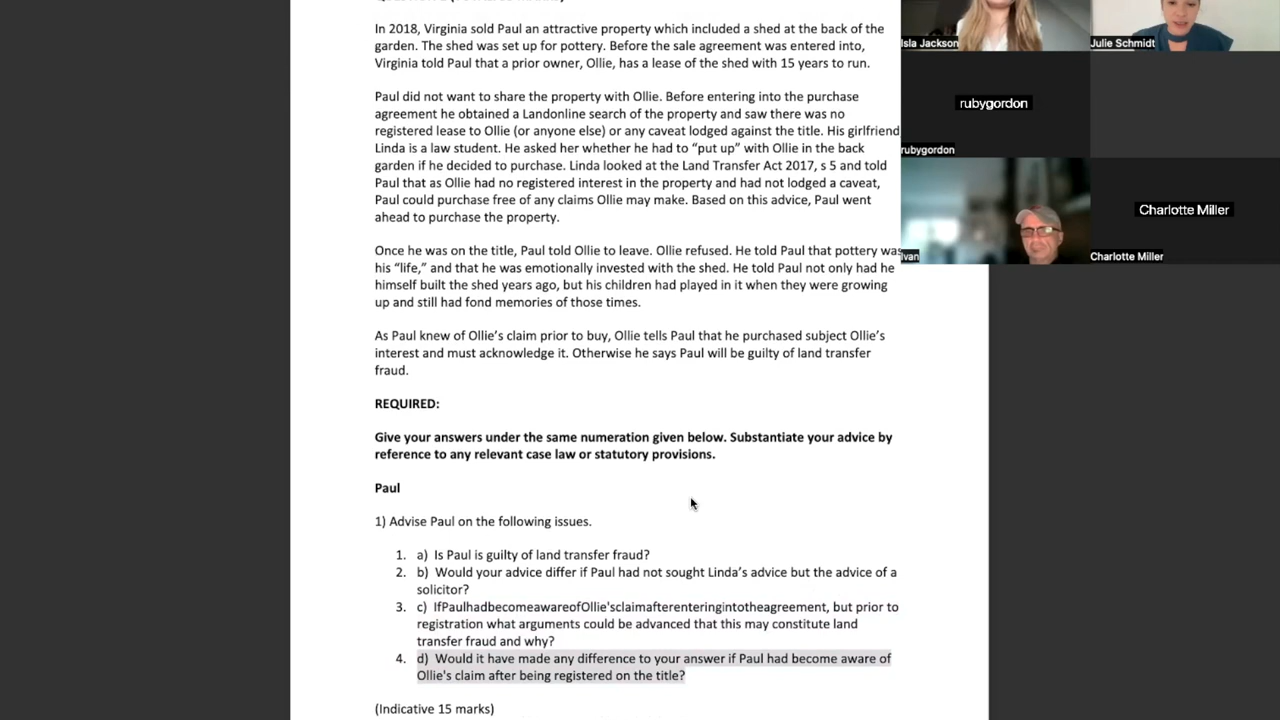 In 2018, Virginia sold Paul an attractive property which included a shed at the back of the
garden. The shed was set up for pottery. Before the sale agreement was entered into,
Virginia told Paul that a prior owner, Ollie, has a lease of the shed with 15 years to run.
Paul did not want to share the property with Ollie. Before entering into the purchase
agreement he obtained a Landonline search of the property and saw there was no
registered lease to Ollie (or anyone else) or any caveat lodged against the title. His girlfriend
Linda is a law student. He asked her whether he had to “put up” with Ollie in the back
garden if he decided to purchase. Linda looked at the Land Transfer Act 2017, s 5 and told
Paul that as Ollie had no registered interest in the property and had not lodged a caveat,
Paul could purchase free of any claims Ollie may make. Based on this advice, Paul went
ahead to purchase the property.
Once he was on the title, Paul told Ollie to leave. Ollie refused. He told Paul that pottery was
his “life,” and that he was emotionally invested with the shed. He told Paul not only had he
himself built the shed years ago, but his children had played in it when they were growing
up and still had fond memories of those times.
As Paul knew of Ollie’s claim prior to buy, Ollie tells Paul that he purchased subject Ollie’s
interest and must acknowledge it. Otherwise he says Paul will be guilty of land transfer
fraud.
REQUIRED:
Give your answers under the same numeration given below. Substantiate your advice by
reference to any relevant case law or statutory provisions.
Paul
1) Advise Paul on the following issues.
1. a) Is Paul is guilty of land transfer fraud?
2. b) Would your advice differ if Paul had not sought Linda’s advice but the advice of a
solicitor?
3. c) IfPaulhadbecomeawareofOllie'sclaimafterenteringintotheagreement, but prior to
registration what arguments could be advanced that this may constitute land
transfer fraud and why?
4. d) Would it have made any difference to your answer if Paul had become aware of
Ollie's claim after being registered on the title?
(Indicative 15 marks)
Isla Jackson
Julie Schmidt
rubygordon
rubygordon
Ivan
Charlotte Miller
Charlotte Miller